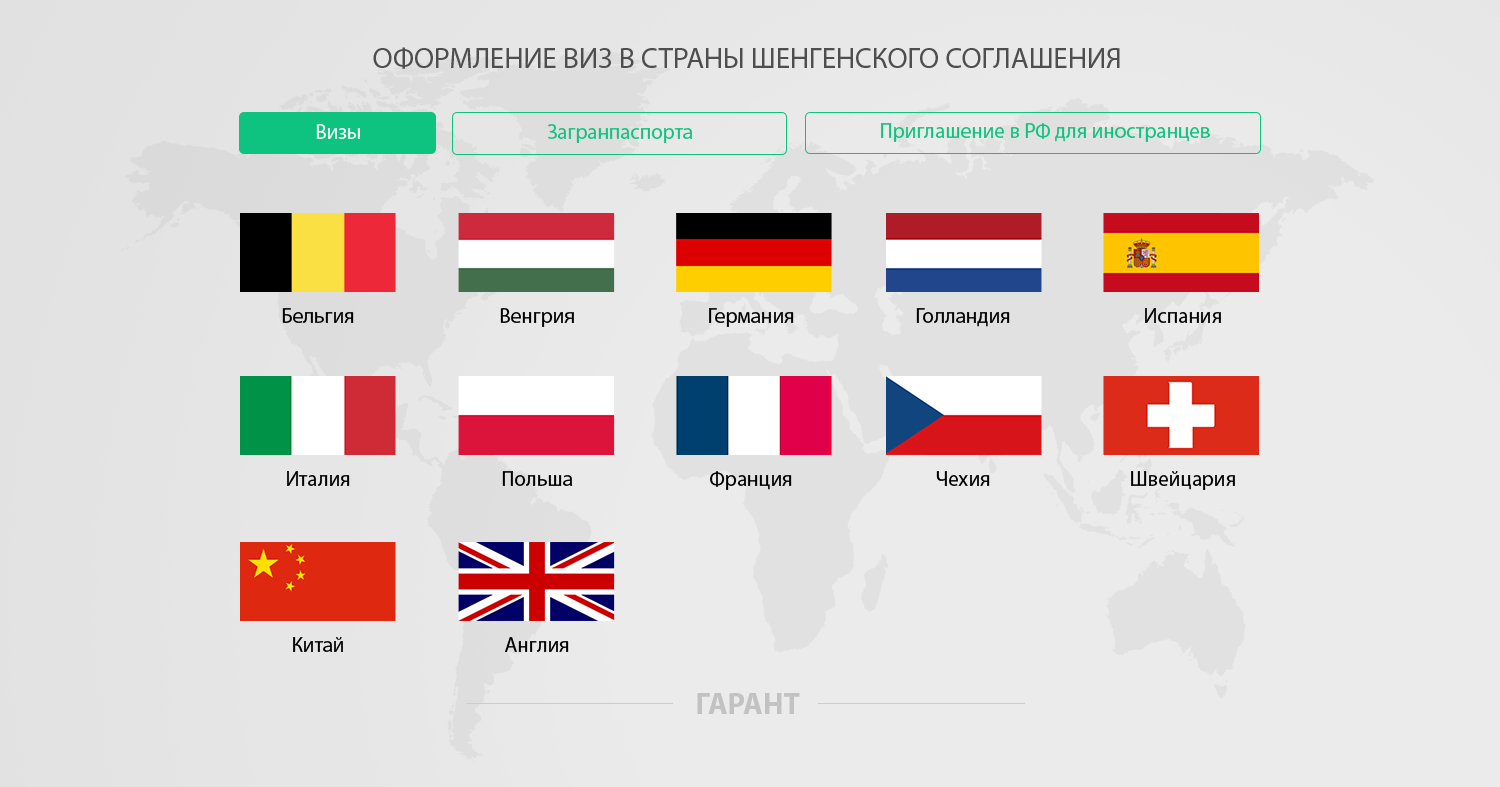 ОФОРМЛЕНИЕ ВИЗ В СТРАНЫ ШЕНГЕНСКОГО СОГЛАШЕНИЯ
Визы
Загранпаспорта
Приглашение в РФ для иностранцев
Бельгия
Венгрия
Германия
Голландия
Испания
Италия
Польша
Франция
Чехия
Швейцария
Китай
Англия
ГАРАНТ